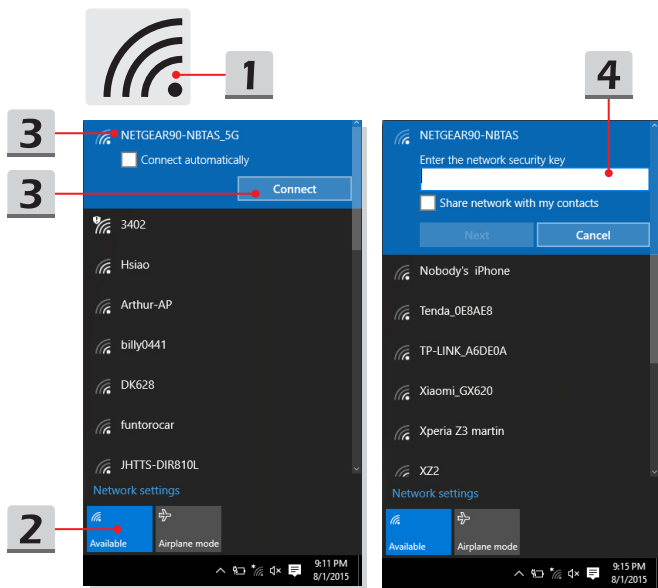 1
3
NETGEAR90-NBTAS_5G
Connect automatically
3
Connect
3402
Hsiao
Arthur-AP
billy0441
DK628
funtorocar
JHTTS-DIR810L
Network settings
2
Available
Airplane mode
9:11 PM
8/1/2015
4
NETGEAR90-NBTAS
Enter the network security key
Share network with my contacts
Next
Cancel
Nobody's iPhone
Tenda_0E8AE8
TP-LINK_A6DE0A
Xiaomi_GX620
Xperia Z3 martin
XZ2
Network settings
Available
Airplane mode
9:15 PM
8/1/2015